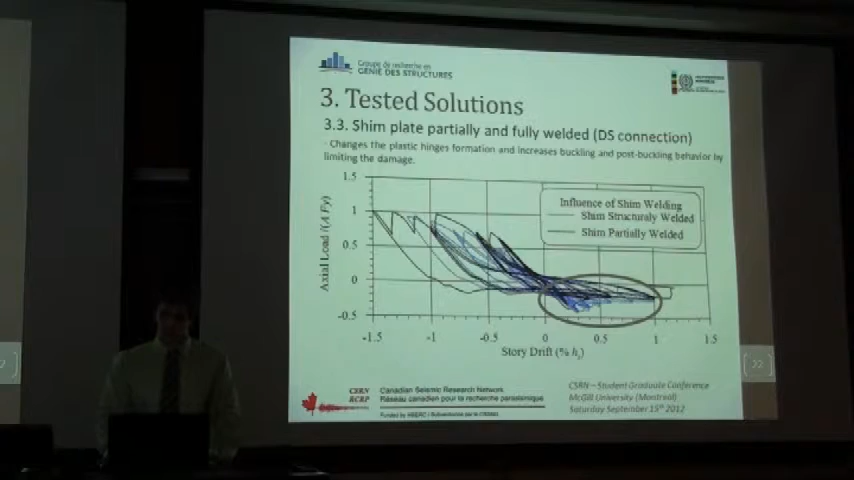 Groupe de recherche en
GÉNIE DES STRUCTURES
3. Tested Solutions
3.3. Shim plate partially and fully welded (DS connection)
- Changes the plastic hinges formation and increases buckling and post-buckling behavior by
limiting the damage.
Influence of Shim Welding
Shim Structuraly Welded
Shim Partially Welded
Axial Load /(A Fy)
1.5
1
0.5
0
-0.5
-1.5
-1
-0.5
0
0.5
1
1.5
Story Drift (% hs)
22
CSRN
RCRP
Canadian Seismic Research Network
Réseau canadien pour la recherche parasismique
CSRN – Student Graduate Conference
McGill University (Montreal)
Saturday September 15th 2012